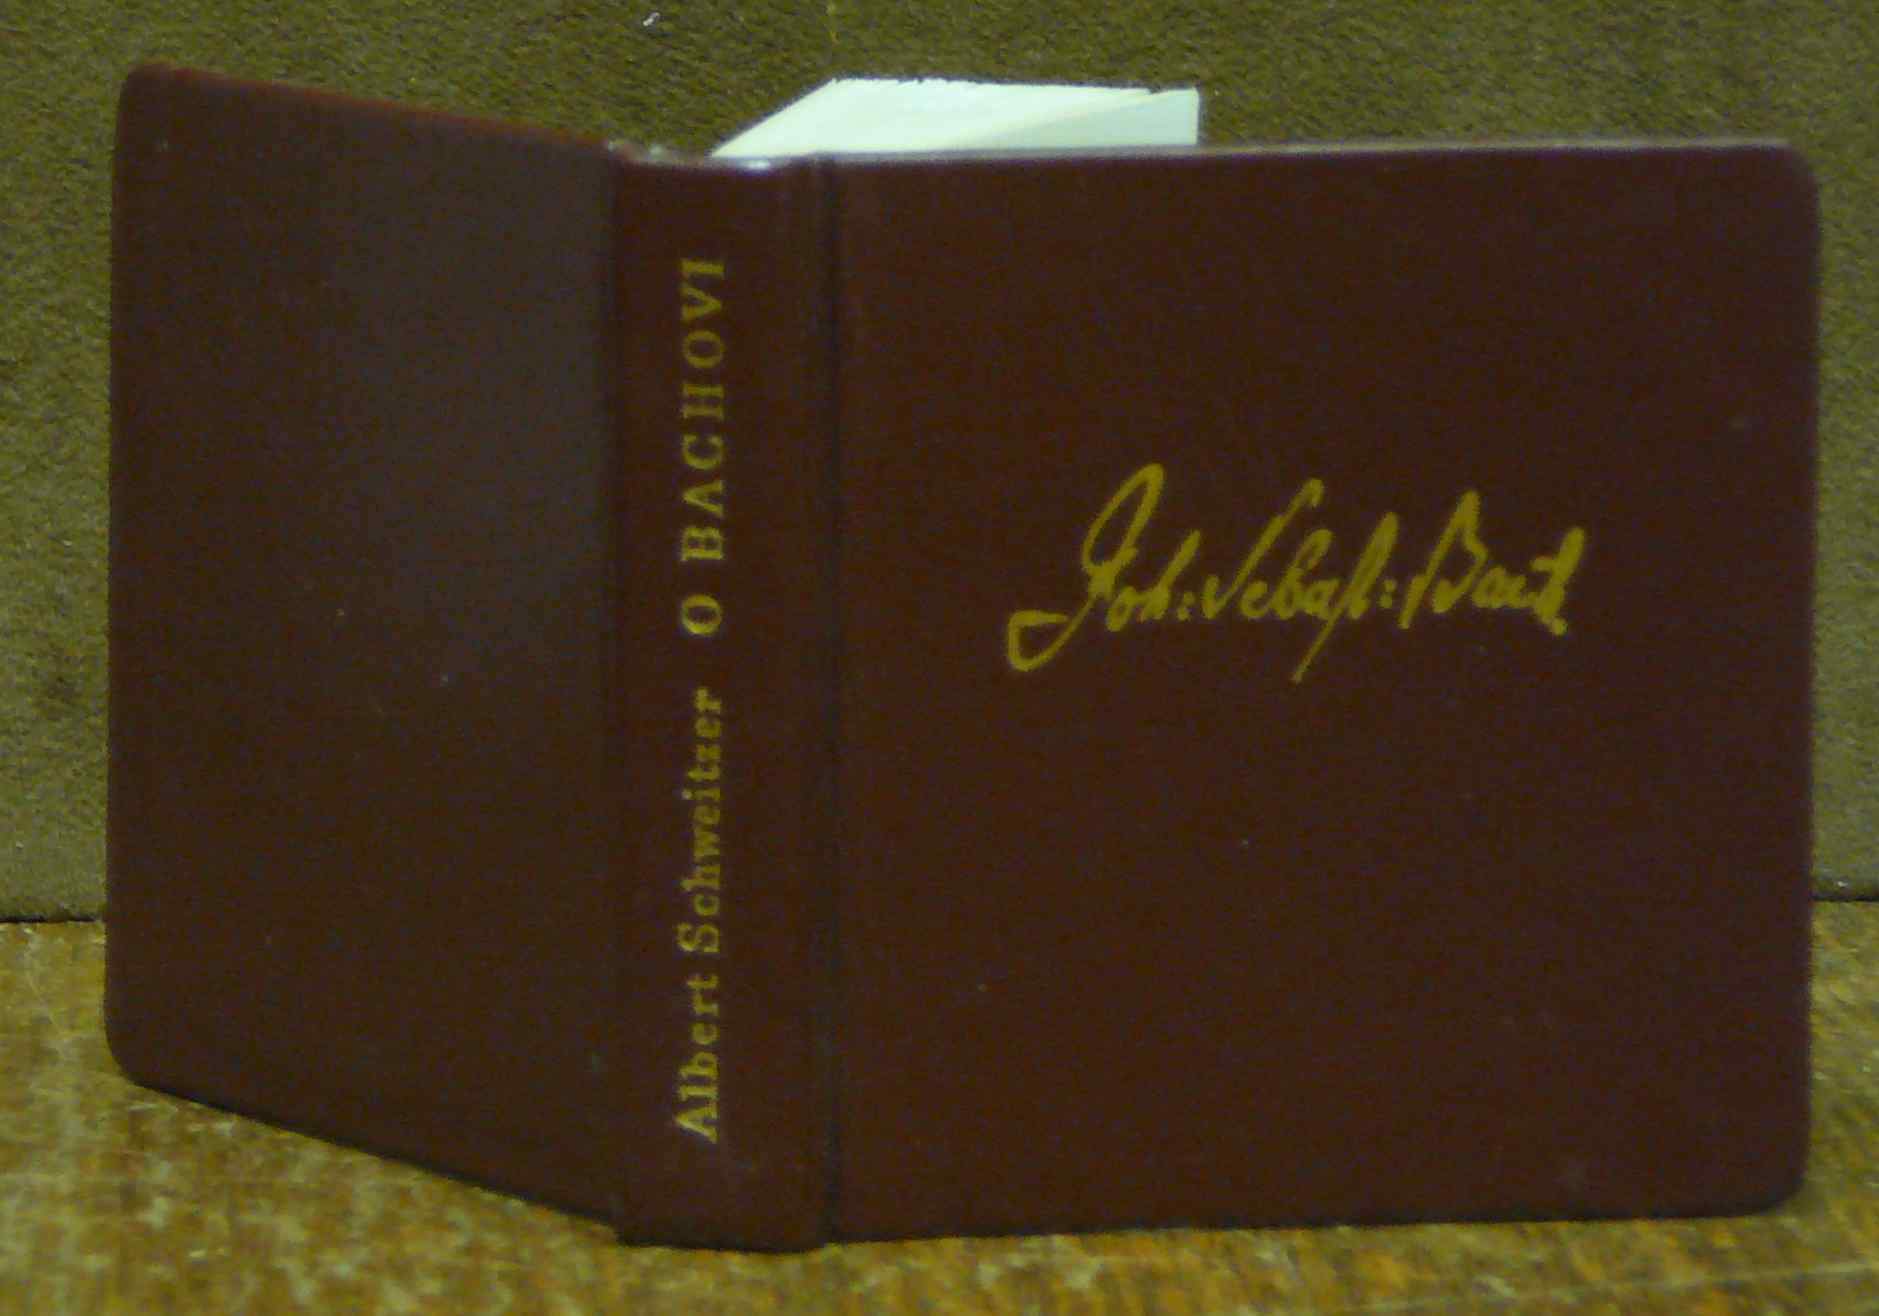 Albert Schweitzer O BACHOVI
Joh: Sebast: Bach